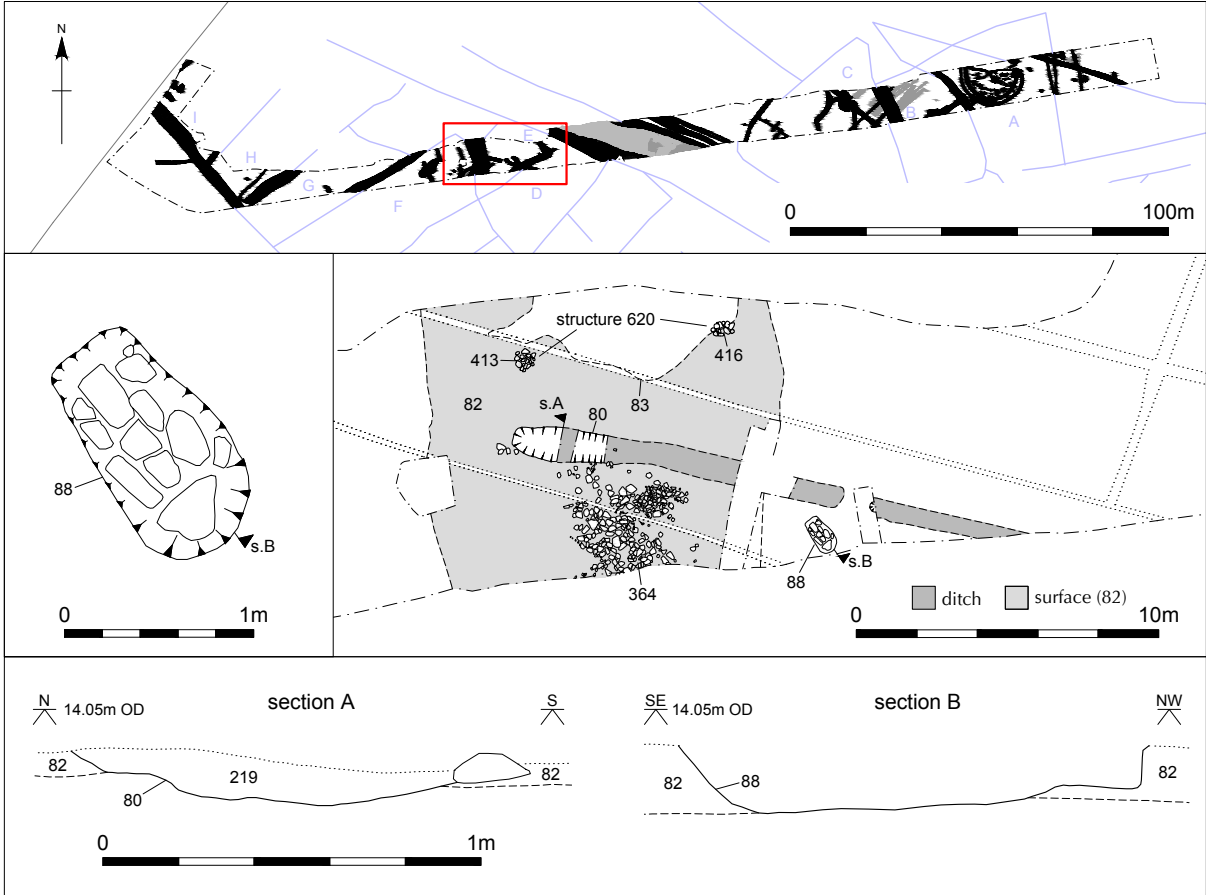 N
C
B
A
I
E
H
G
D
F
0 100m
structure 620
413
416
82
s.A
80
83
88
s.B
88
s.B
364
ditch surface (82)
0 1m
0 10m
N 14.05m OD section A S
82
219
82
80
0 1m
SE 14.05m OD section B NW
82
88
82